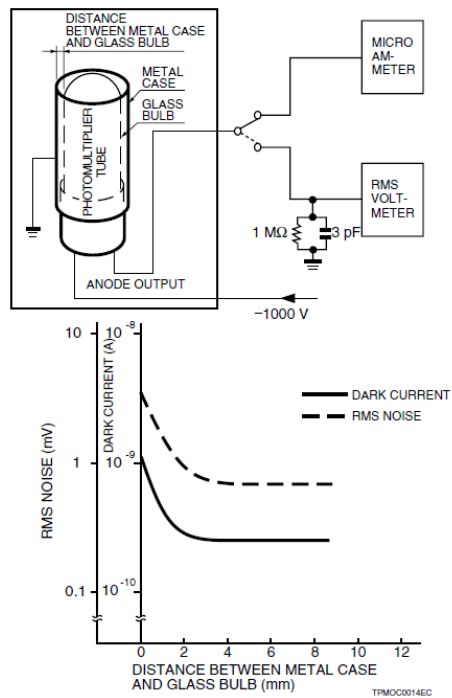 DISTANCE
BETWEEN METAL CASE
AND GLASS BULB
METAL
CASE
GLASS
BULB
PHOTOMULTIPLIER
TUBE
ANODE OUTPUT
MICRO
AM-
METER
RMS
VOLT-
METER
1 MΩ
3 pF
−1000 V
RMS NOISE (mV)
10
1
0.1
DARK CURRENT (A)
10 -8
10 -9
10 -10
DARK CURRENT
RMS NOISE
0 2 4 6 8 10 12
DISTANCE BETWEEN METAL CASE
AND GLASS BULB (mm)
TPMOC0014EC